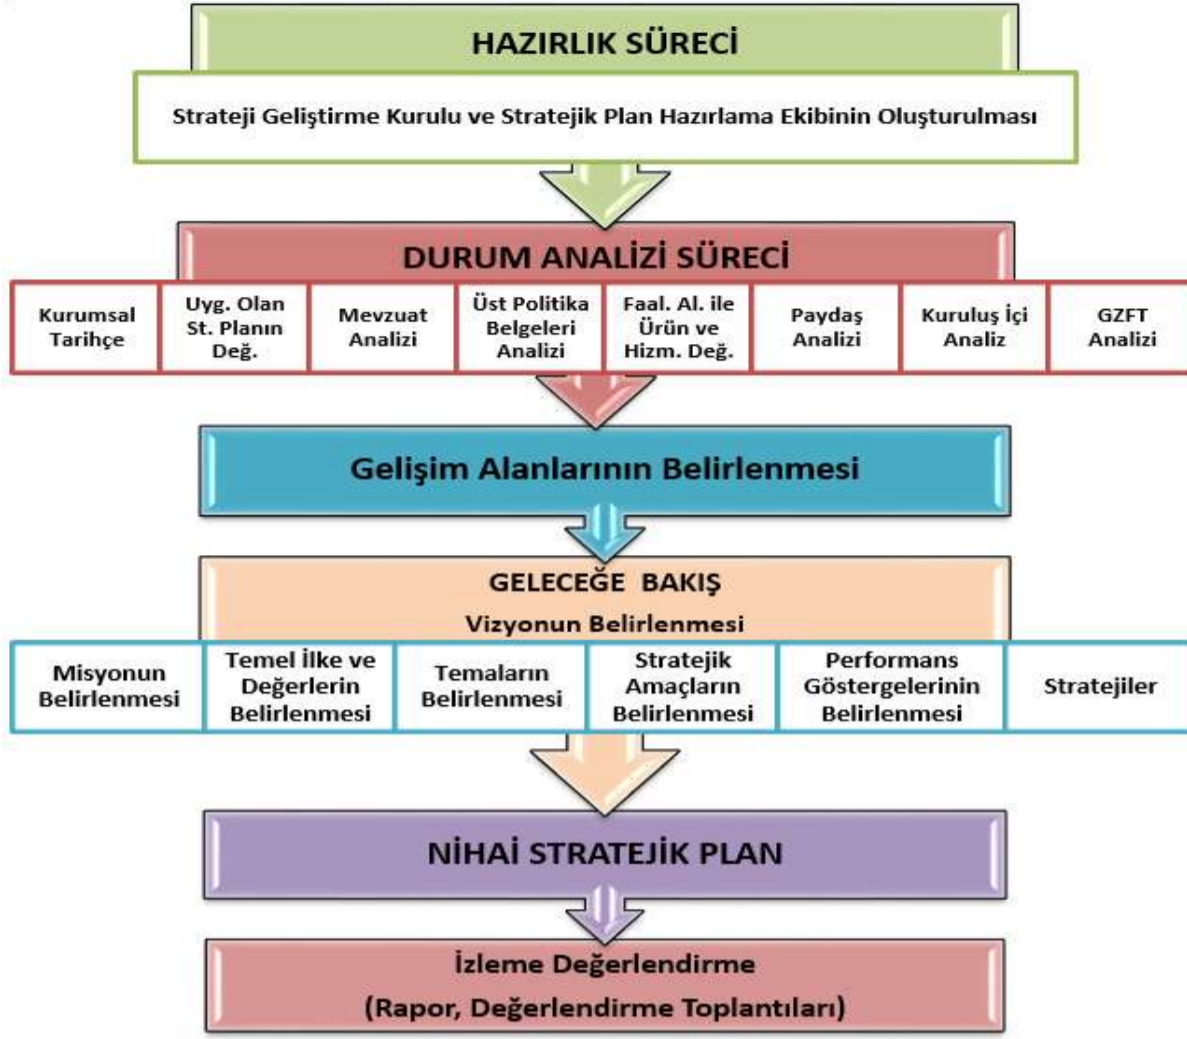 HAZIRLIK SÜRECİ
Strateji Geliştirme Kurulu ve Stratejik Plan Hazırlama Ekibinin Oluşturulması
DURUM ANALİZİ SÜRECİ
Kurumsal
Tarihçe
Uyg. Olan
St. Planın
Değ.
Mevzuat
Analizi
Üst Politika
Belgeleri
Analizi
Faal. Al. ile
Ürün ve
Hizm. Değ.
Paydaş
Analizi
Kuruluş İçi
Analiz
GZFT
Analizi
Gelişim Alanlarının Belirlenmesi
GELECEĞE BAKIŞ
Vizyonun Belirlenmesi
Misyonun
Belirlenmesi
Temel İlke ve
Değerlerin
Belirlenmesi
Temaların
Belirlenmesi
Stratejik
Amaçların
Belirlenmesi
Performans
Göstergelerinin
Belirlenmesi
Stratejiler
NİHAİ STRATEJİK PLAN
İzleme Değerlendirme
(Rapor, Değerlendirme Toplantıları)